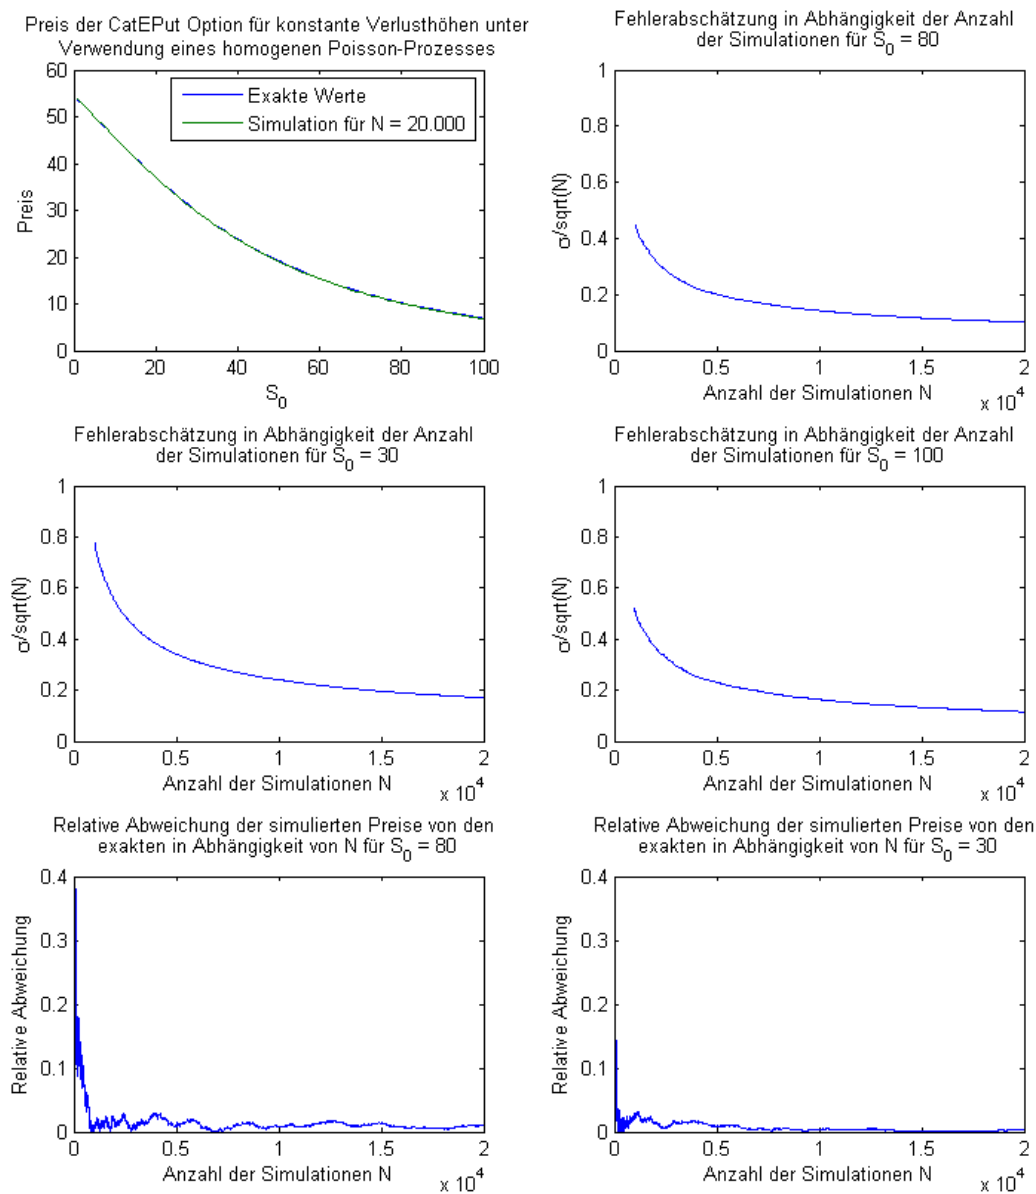 Preis der CatEPut Option für konstante Verlusthöhen unter
Verwendung eines homogenen Poisson-Prozesses
60
50
40
30
20
10
0
Preis
Exakte Werte
Simulation für N = 20.000
0 20 40 60 80 100
S_0
Fehlerabschätzung in Abhängigkeit der Anzahl
der Simulationen für S_0 = 80
1
0.8
0.6
0.4
0.2
0
σ/sqrt(N)
0 0.5 1 1.5 2
Anzahl der Simulationen N
x 10^4
Fehlerabschätzung in Abhängigkeit der Anzahl
der Simulationen für S_0 = 30
1
0.8
0.6
0.4
0.2
0
σ/sqrt(N)
0 0.5 1 1.5 2
Anzahl der Simulationen N
x 10^4
Fehlerabschätzung in Abhängigkeit der Anzahl
der Simulationen für S_0 = 100
1
0.8
0.6
0.4
0.2
0
σ/sqrt(N)
0 0.5 1 1.5 2
Anzahl der Simulationen N
x 10^4
Relative Abweichung der simulierten Preise von den
exakten in Abhängigkeit von N für S_0 = 80
0.4
0.3
0.2
0.1
0
Relative Abweichung
0 0.5 1 1.5 2
Anzahl der Simulationen N
x 10^4
Relative Abweichung der simulierten Preise von den
exakten in Abhängigkeit von N für S_0 = 30
0.4
0.3
0.2
0.1
0
Relative Abweichung
0 0.5 1 1.5 2
Anzahl der Simulationen N
x 10^4